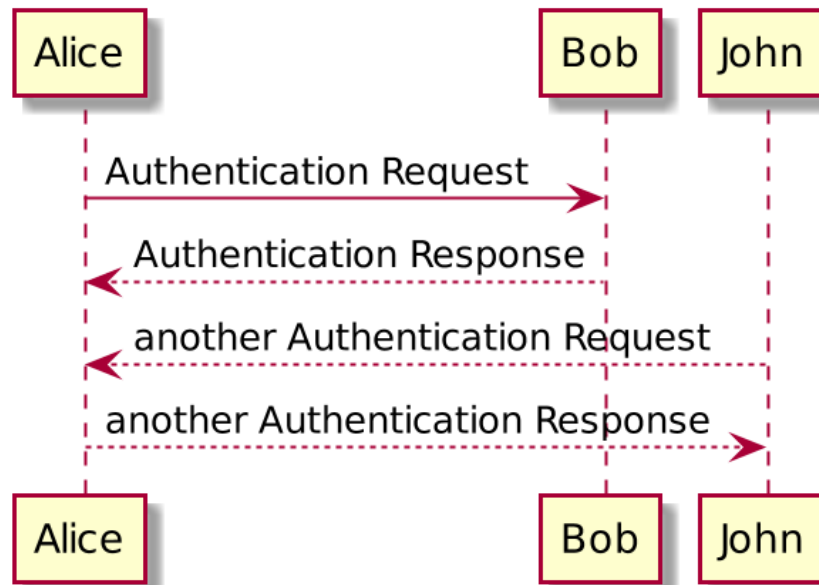 Alice Bob John
Authentication Request
Authentication Response
another Authentication Request
another Authentication Response
Alice Bob John